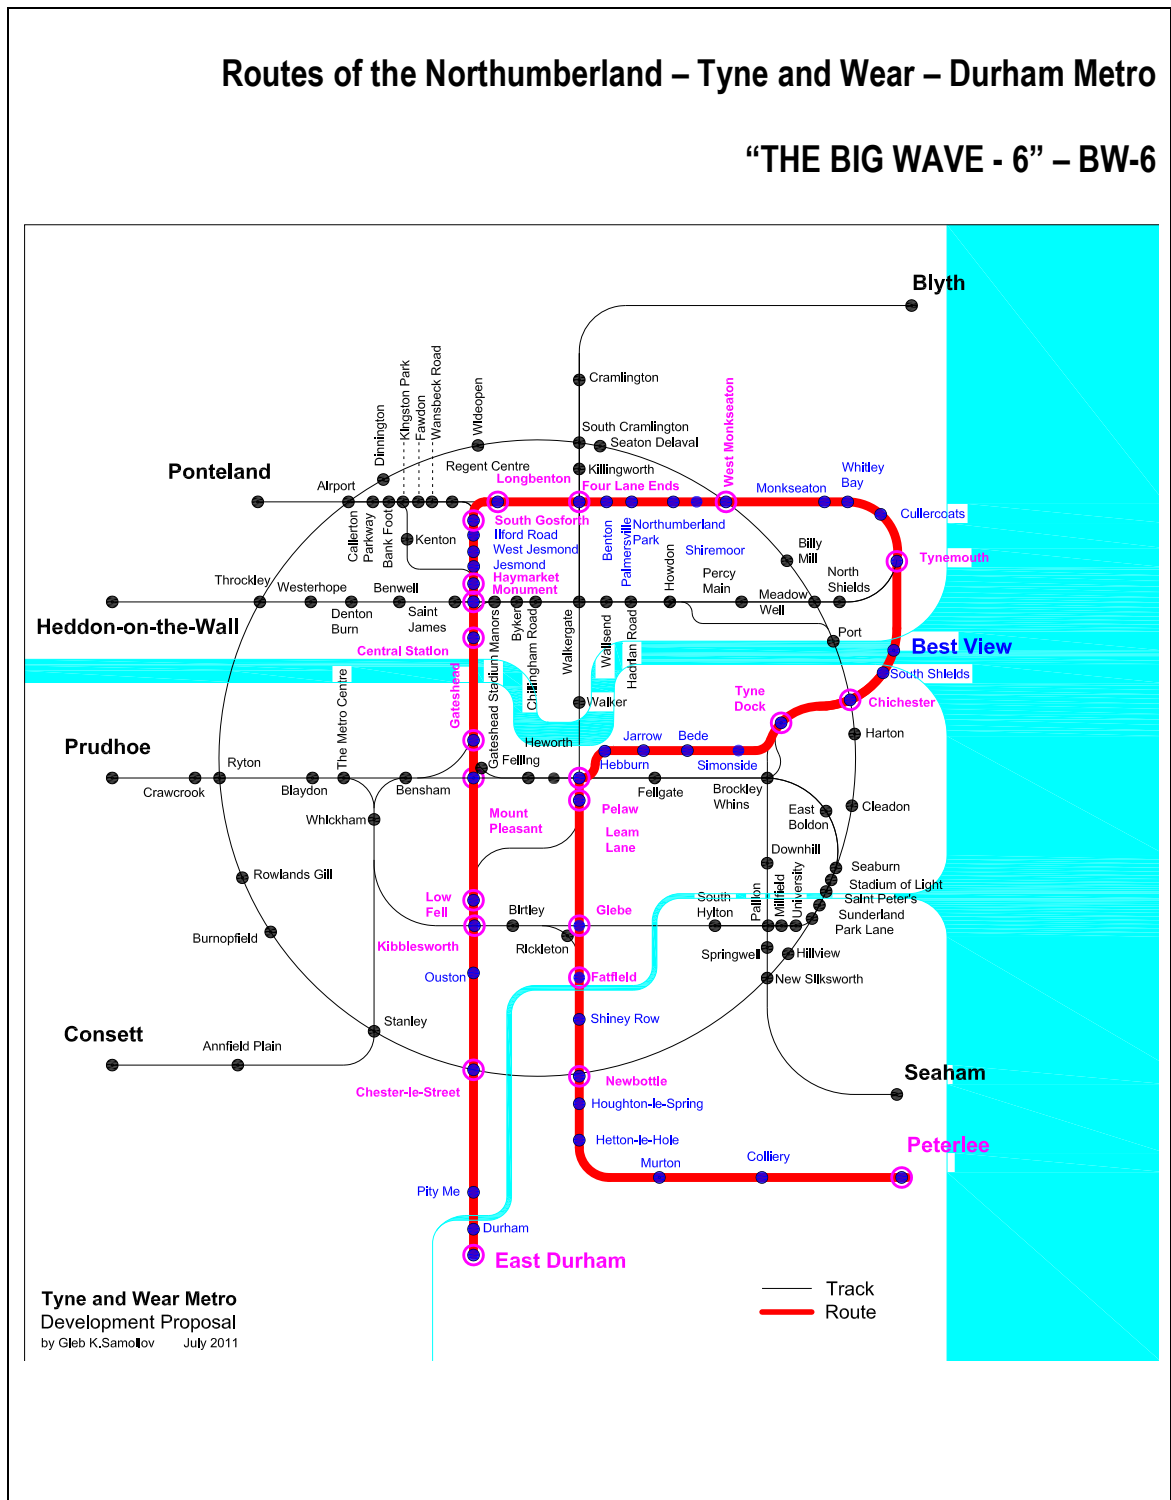 Routes of the Northumberland – Tyne and Wear – Durham Metro
“THE BIG WAVE - 6” – BW-6
Blyth
Cramlington
South Cramlington
Seaton Delaval
Killingworth
Wideopen
Regent Centre
Dinnington
Kingston Park
Fawdon
Wansbeck Road
Ponteland
Airport
Callerton
Parkway
Bank Foot
Kenton
Longbenton
Four Lane Ends
West Monkseaton
Monkseaton
Whitley
Bay
Cullercoats
Benton
Palmersville
Northumberland
Park
Shiremoor
South Gosforth
Ilford Road
West Jesmond
Jesmond
Haymarket
Monument
Tynemouth
Billy
Mill
North
Shields
Meadow
Well
Percy
Main
Howdon
Throckley
Westerhope
Denton
Burn
Benwell
Saint
James
Heddon-on-the-Wall
Manors
Byker
Chillingham Road
Walkergate
Wallsend
Hadrian Road
Port
Central Station
Best View
South Shields
Chichester
Tyne
Dock
Walker
Gateshead
Gateshead Stadium
The Metro Centre
Prudhoe
Ryton
Crawcrook
Blaydon
Bensham
Felling
Heworth
Hebburn
Jarrow
Bede
Simonside
Harton
Fellgate
Brockley
Whins
East
Boldon
Cleadon
Whickham
Mount
Pleasant
Pelaw
Leam
Lane
Downhill
Seaburn
Stadium of Light
Saint Peter's
Sunderland
Park Lane
Rowlands Gill
Burnopfield
Low
Fell
Kibblesworth
Birtley
Rickleton
Glebe
South
Hylton
Pallion
Millfield
University
Springwell
Hillview
New Silksworth
Ouston
Fatfield
Shiney Row
Consett
Annfield Plain
Stanley
Chester-le-Street
Newbottle
Houghton-le-Spring
Hetton-le-Hole
Seaham
Murton
Colliery
Peterlee
Pity Me
Durham
East Durham
Track
Route
Tyne and Wear Metro
Development Proposal
by Gleb K.Samoilov July 2011